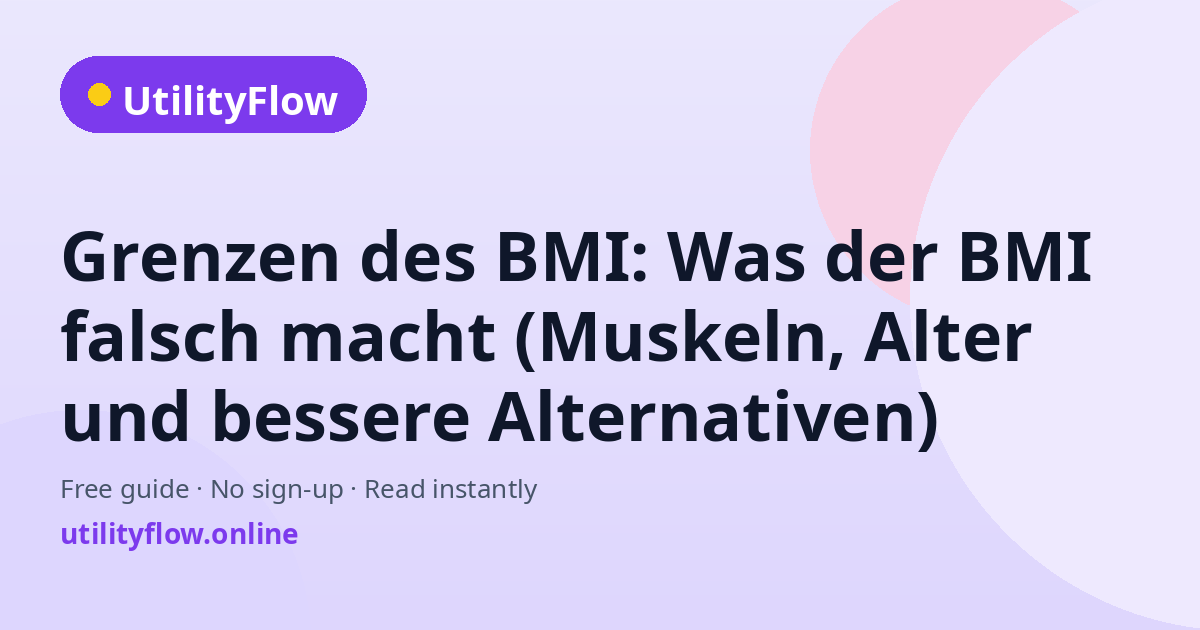 UtilityFlow
Grenzen des BMI: Was der BMI
falsch macht (Muskeln, Alter
und bessere Alternativen)
Free guide · No sign-up · Read instantly
utilityflow.online